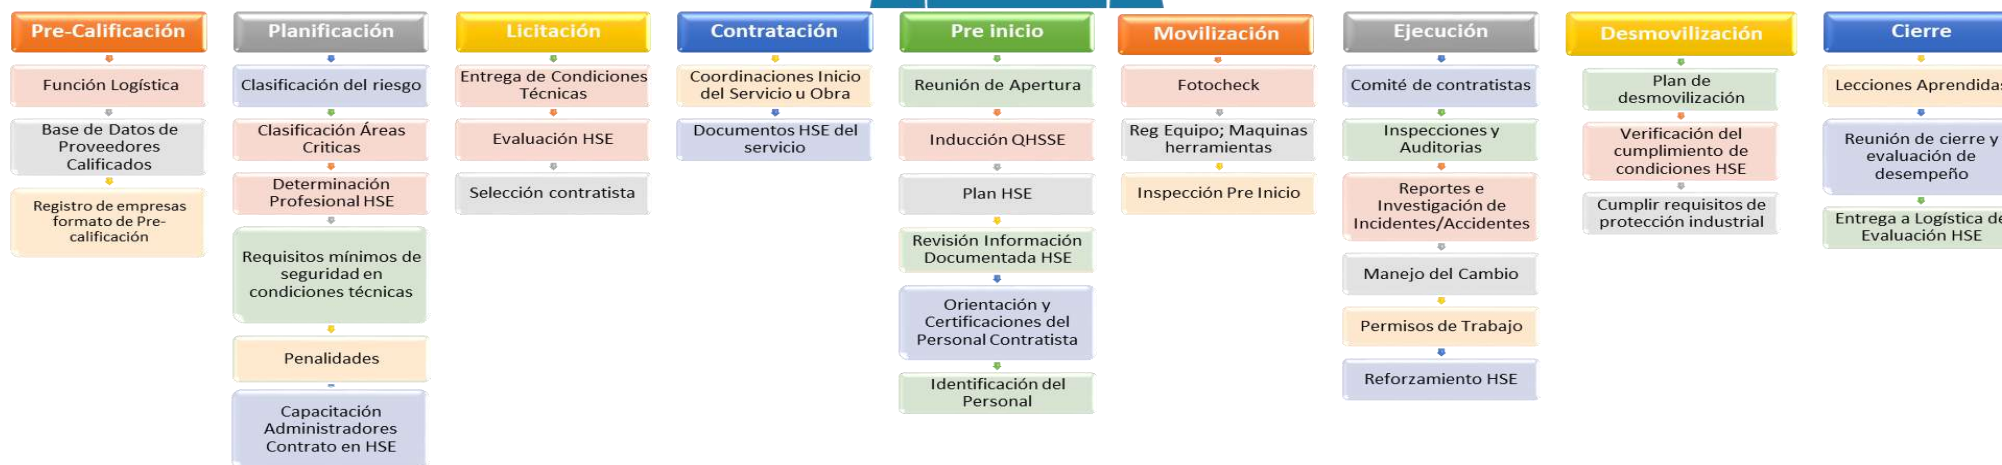 Pre-Calificación
Función Logística
Base de Datos de
Proveedores
Calificados
Registro de empresas
formato de Pre-
calificación
Planificación
Clasificación del riesgo
Clasificación Áreas
Criticas
Determinación
Profesional HSE
Requisitos mínimos de
seguridad en
condiciones técnicas
Penalidades
Capacitación
Administradores
Contrato en HSE
Licitación
Entrega de Condiciones
Técnicas
Evaluación HSE
Selección contratista
Contratación
Coordinaciones Inicio
del Servicio u Obra
Documentos HSE del
servicio
Pre inicio
Reunión de Apertura
Inducción QHSSE
Plan HSE
Revisión Información
Documentada HSE
Orientación y
Certificaciones del
Personal Contratista
Identificación del
Personal
Movilización
Fotocheck
Reg Equipo; Maquinas
herramientas
Inspección Pre Inicio
Ejecución
Comité de contratistas
Inspecciones y
Auditorias
Reportes e
Investigación de
Incidentes/Accidentes
Manejo del Cambio
Permisos de Trabajo
Reforzamiento HSE
Desmovilización
Plan de
desmovilización
Verificación del
cumplimiento de
condiciones HSE
Cumplir requisitos de
protección industrial
Cierre
Lecciones Aprendidas
Reunión de cierre y
evaluación de
desempeño
Entrega a Logística de
Evaluación HSE